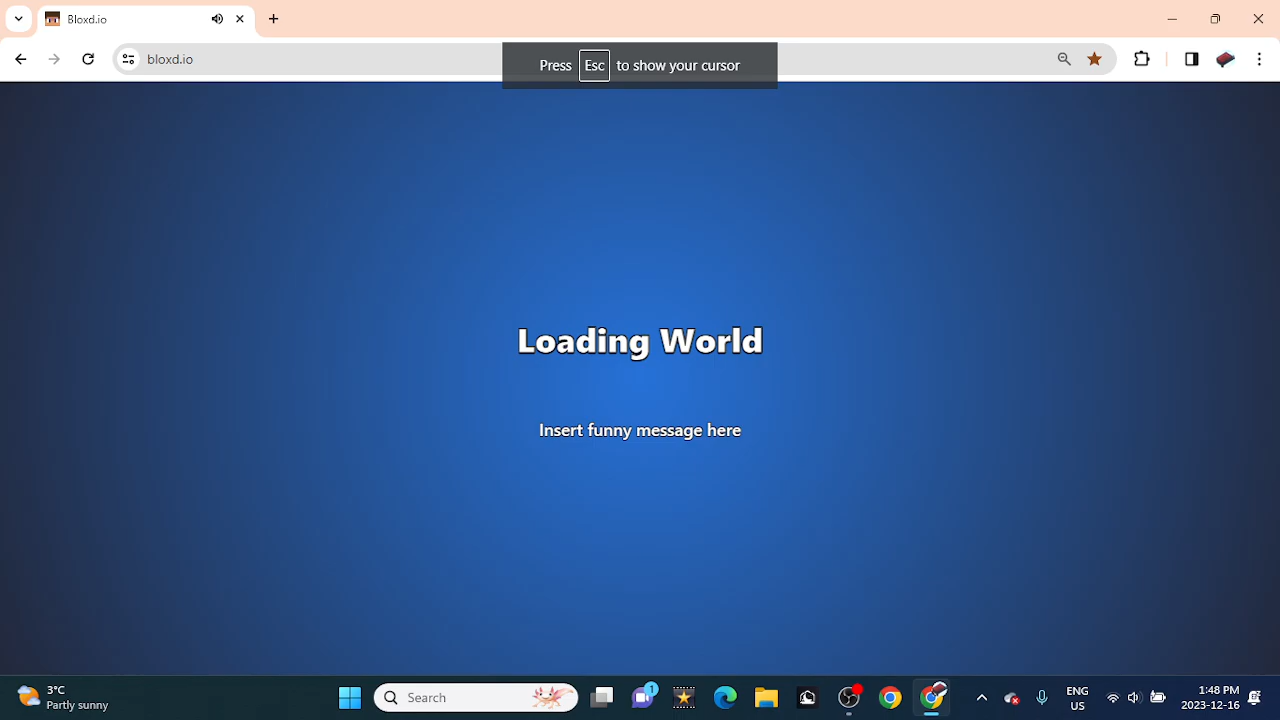 Bloxd.io
bloxd.io
Press Esc to show your cursor
Loading World
Insert funny message here
3°C
Partly sunny
Search
1
ENG
US
1:48 PM
2023-12-16